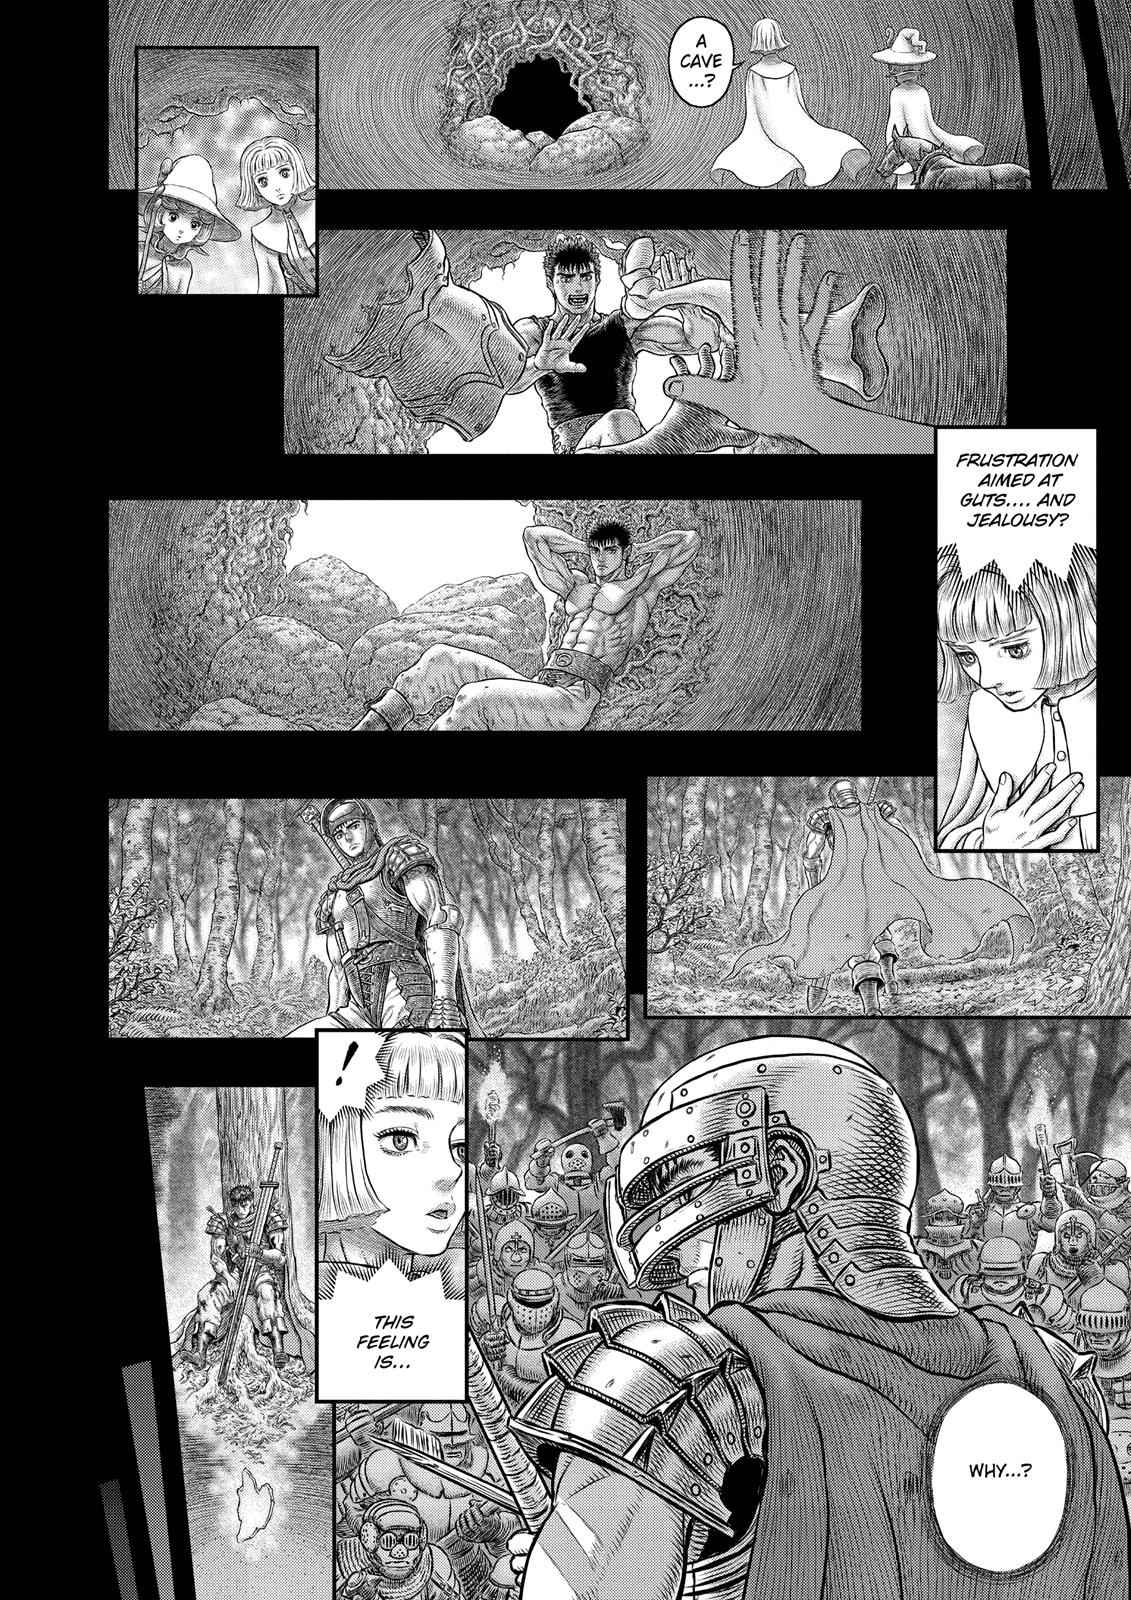 A
CAVE
...?
FRUSTRATION
AIMED AT
GUTS.... AND
JEALOUSY?
!
THIS
FEELING
IS...
WHY...?